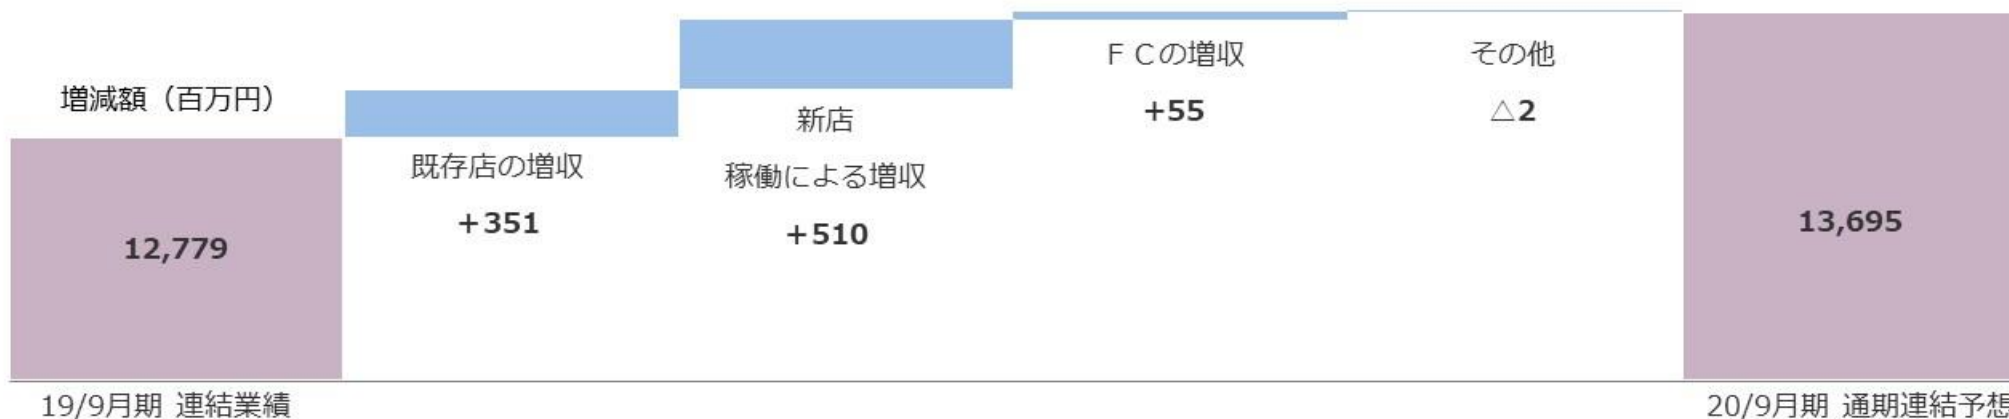 増減額（百万円）
12,779
19/9月期 連結業績
既存店の増収
＋351
新店
稼働による増収
+510
ＦＣの増収
+55
その他
△2
13,695
20/9月期 通期連結予想